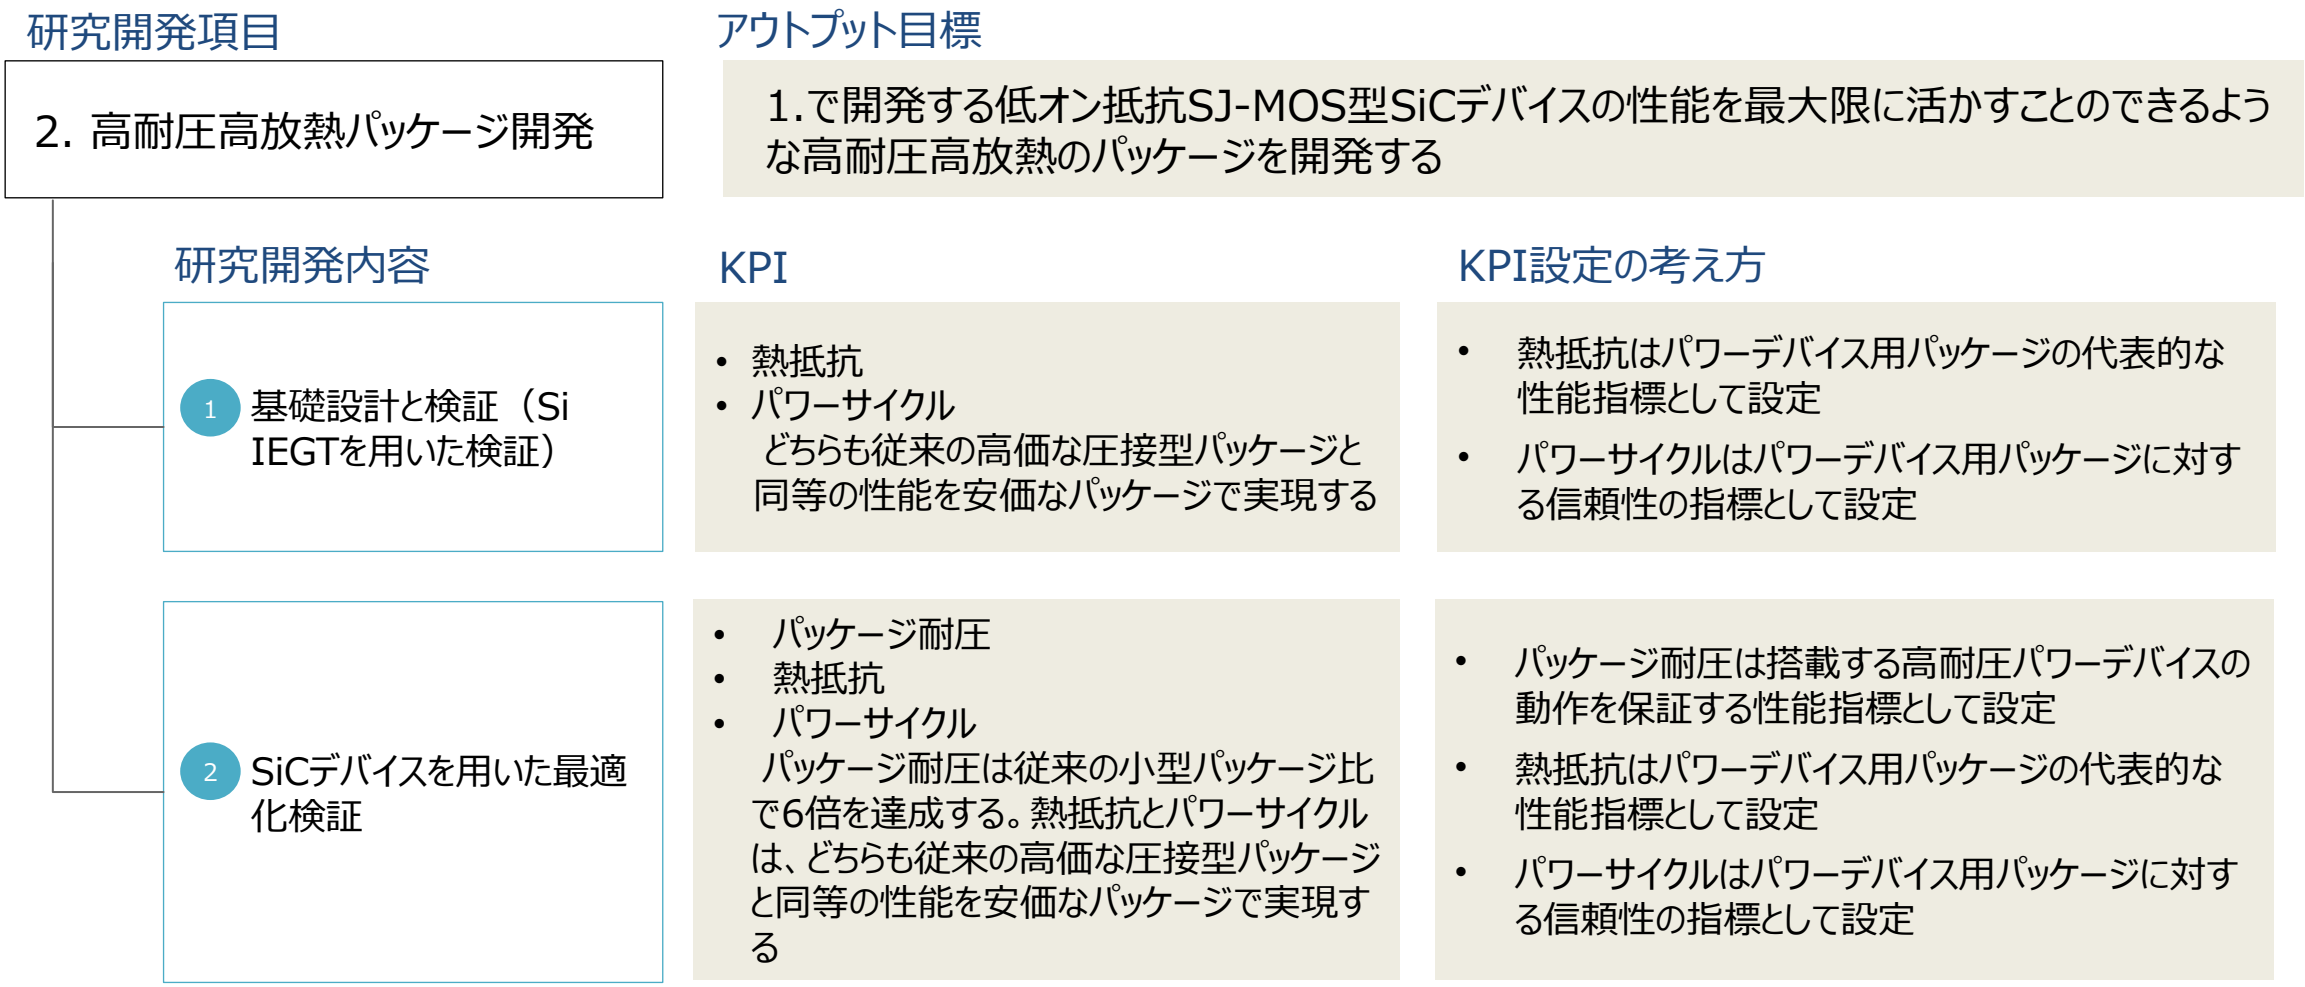 研究開発項目
アウトプット目標
2. 高耐圧高放熱パッケージ開発
1.で開発する低オン抵抗SJ-MOS型SiCデバイスの性能を最大限に活かすことのできるよう
な高耐圧高放熱のパッケージを開発する
研究開発内容
KPI
KPI設定の考え方
1
基礎設計と検証（Si
IEGTを用いた検証）
• 熱抵抗
• パワーサイクル
どちらも従来の高価な圧接型パッケージと
同等の性能を安価なパッケージで実現する
• 熱抵抗はパワーデバイス用パッケージの代表的な
性能指標として設定
• パワーサイクルはパワーデバイス用パッケージに対す
る信頼性の指標として設定
2
SiCデバイスを用いた最適
化検証
• パッケージ耐圧
• 熱抵抗
• パワーサイクル
パッケージ耐圧は従来の小型パッケージ比
で6倍を達成する。熱抵抗とパワーサイクル
は、どちらも従来の高価な圧接型パッケージ
と同等の性能を安価なパッケージで実現す
る
• パッケージ耐圧は搭載する高耐圧パワーデバイスの
動作を保証する性能指標として設定
• 熱抵抗はパワーデバイス用パッケージの代表的な
性能指標として設定
• パワーサイクルはパワーデバイス用パッケージに対す
る信頼性の指標として設定